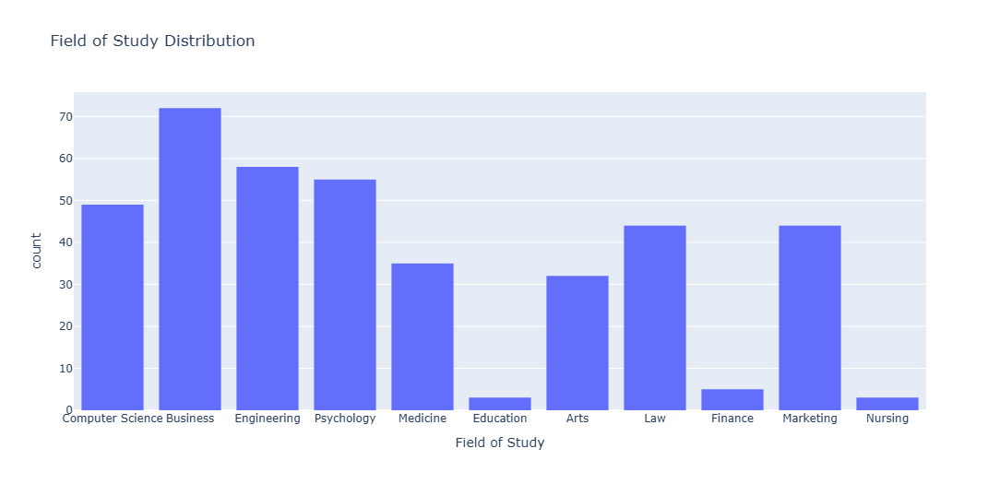 Field of Study Distribution
70
60
50
40
30
20
10
0
count
Computer Science Business Engineering Psychology Medicine Education Arts Law Finance Marketing Nursing
Field of Study